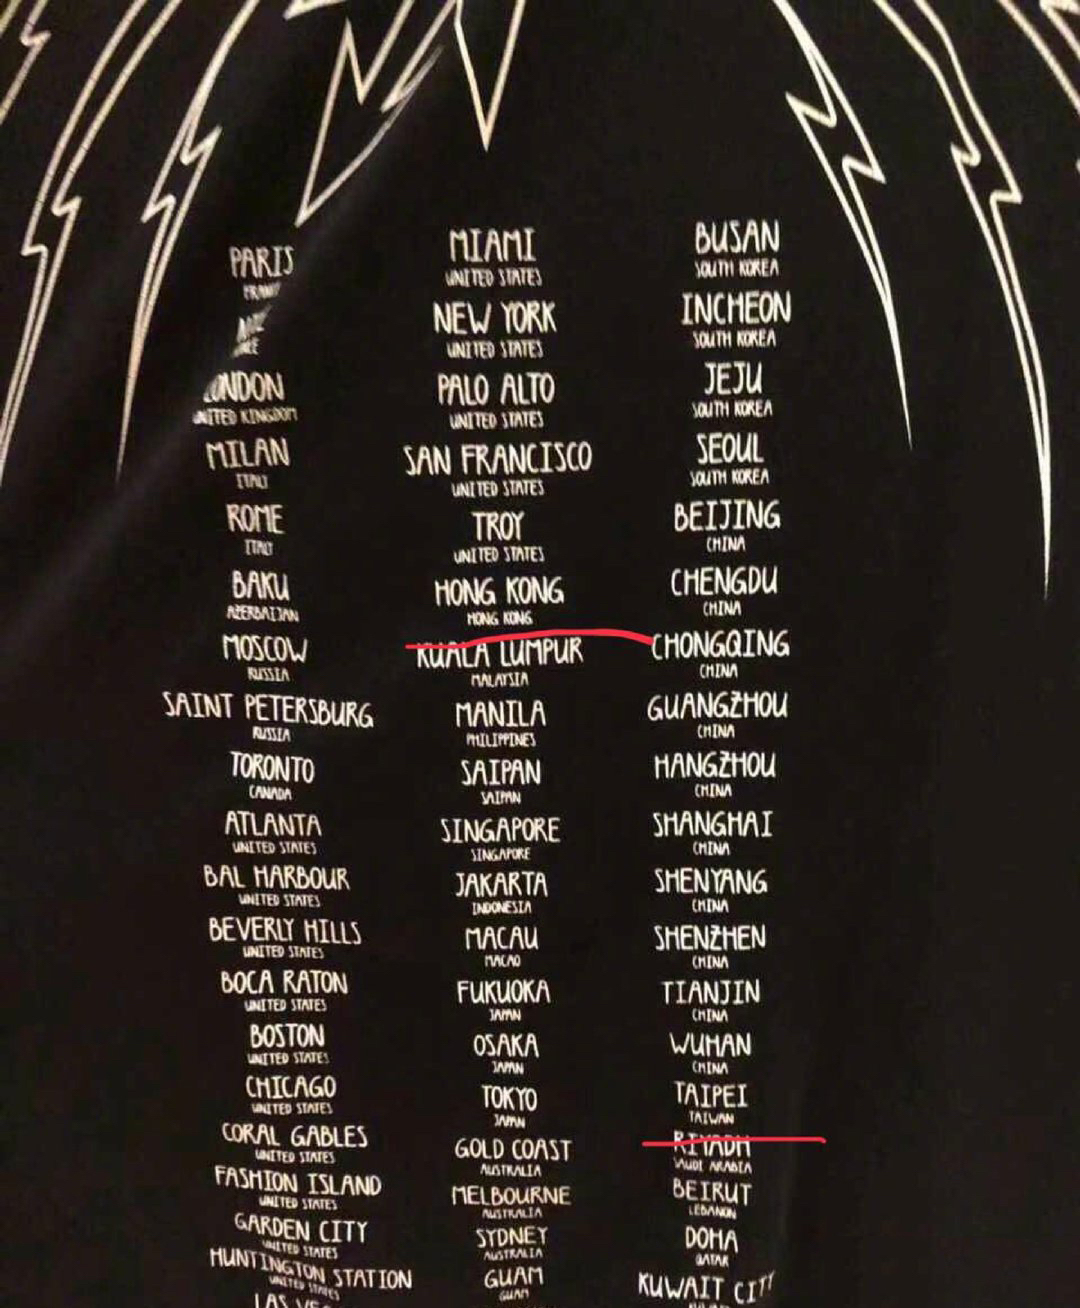 PARIS
LONDON
UNITED KINGDOM
MILAN
ITALY
ROME
ITALY
BAKU
AZERBAIJAN
MOSCOW
RUSSIA
SAINT PETERSBURG
RUSSIA
TORONTO
CANADA
ATLANTA
UNITED STATES
BAL HARBOUR
UNITED STATES
BEVERLY HILLS
UNITED STATES
BOCA RATON
UNITED STATES
BOSTON
UNITED STATES
CHICAGO
UNITED STATES
CORAL GABLES
UNITED STATES
FASHION ISLAND
UNITED STATES
GARDEN CITY
UNITED STATES
HUNTINGTON STATION
UNITED STATES
LAS
MIAMI
UNITED STATES
NEW YORK
UNITED STATES
PALO ALTO
UNITED STATES
SAN FRANCISCO
UNITED STATES
TROY
UNITED STATES
HONG KONG
HONG KONG
KUALA LUMPUR
MALAYSIA
MANILA
PHILIPPINES
SAIPAN
SAIPAN
SINGAPORE
SINGAPORE
JAKARTA
INDONESIA
MACAU
MACAO
FUKUOKA
JAPAN
OSAKA
JAPAN
TOKYO
JAPAN
GOLD COAST
AUSTRALIA
MELBOURNE
AUSTRALIA
SYDNEY
AUSTRALIA
GUAM
GUAM
BUSAN
SOUTH KOREA
INCHEON
SOUTH KOREA
JEJU
SOUTH KOREA
SEOUL
SOUTH KOREA
BEIJING
CHINA
CHENGDU
CHINA
CHONGQING
CHINA
GUANGZHOU
CHINA
HANGZHOU
CHINA
SHANGHAI
CHINA
SHENYANG
CHINA
SHENZHEN
CHINA
TIANJIN
CHINA
WUHAN
CHINA
TAIPEI
TAIWAN
RIYADH
SAUDI ARABIA
BEIRUT
LEBANON
DOHA
QATAR
KUWAIT CITY